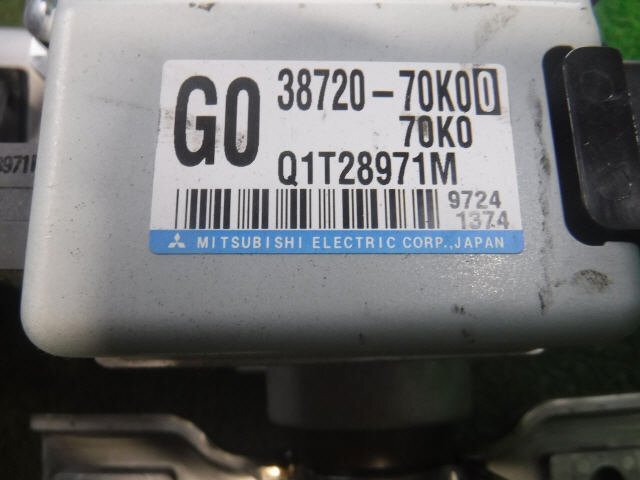 G0
38720-70K00
70K0
Q1T28971M
9724
1374
MITSUBISHI ELECTRIC CORP.,JAPAN